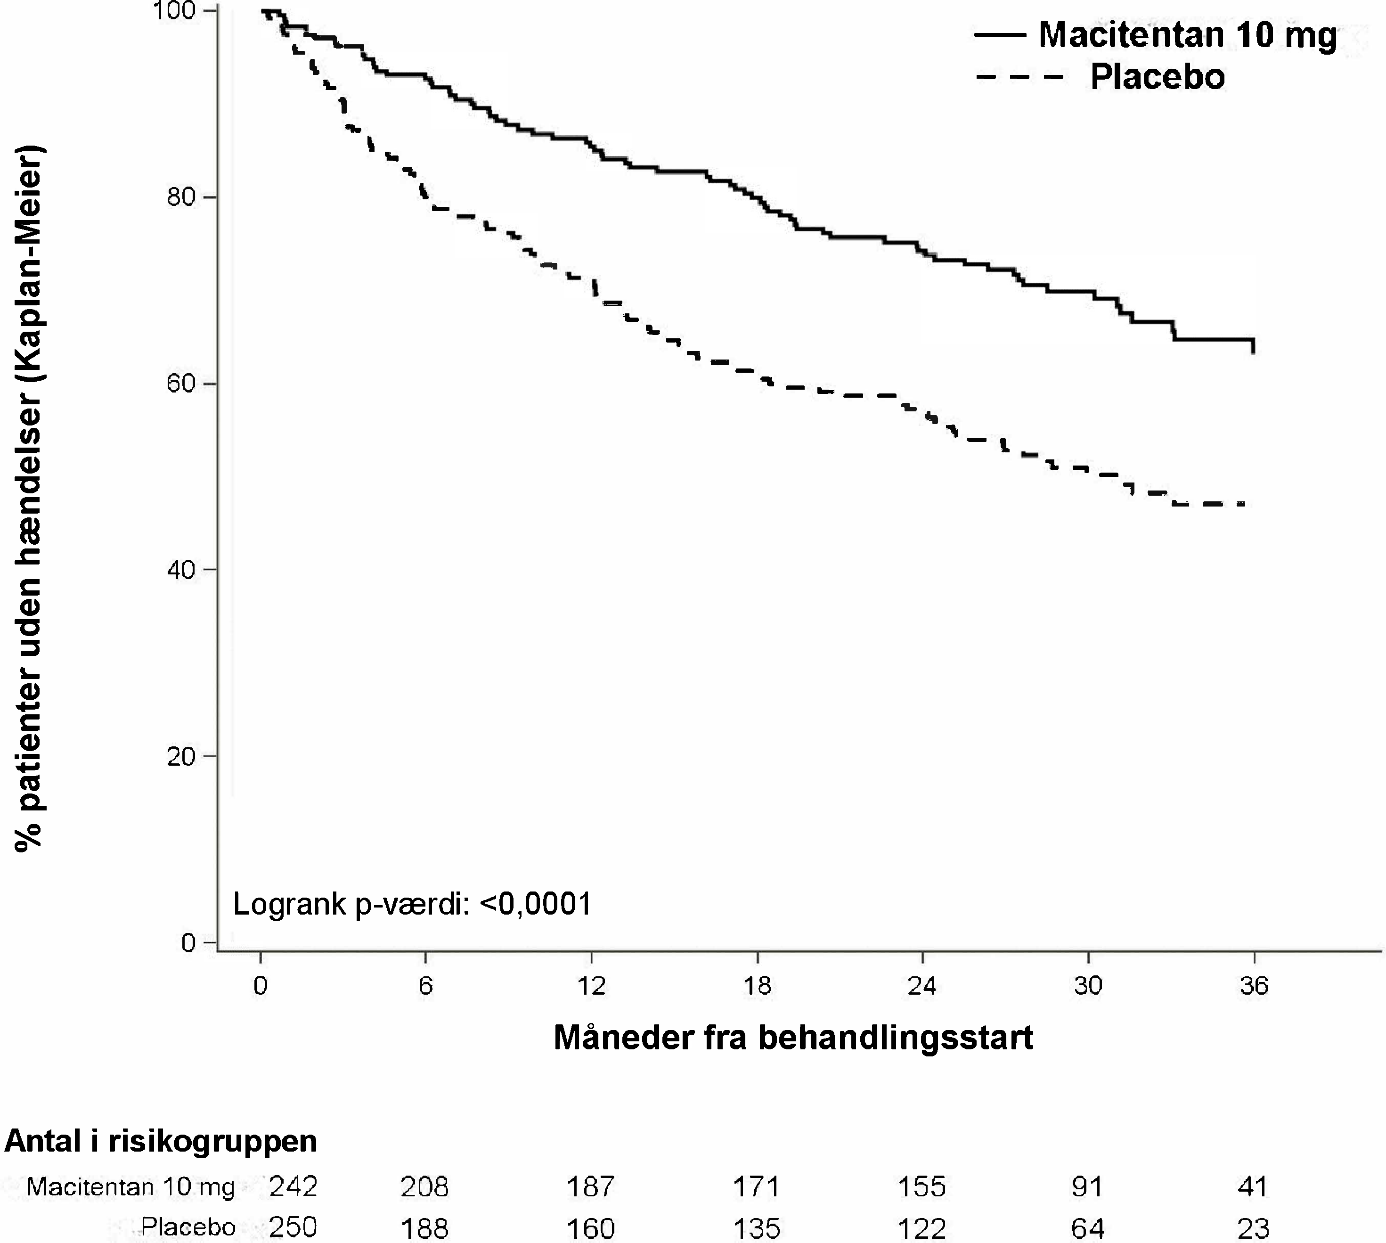 Macitentan 10 mg
Placebo
% patienter uden hændelser (Kaplan-Meier)
100
80
60
40
20
0
Logrank p-værdi: <0,0001
0 6 12 18 24 30 36
Måneder fra behandlingsstart
Antal i risikogruppen
Macitentan 10 mg 242 208 187 171 155 91 41
Placebo 250 188 160 135 122 64 23